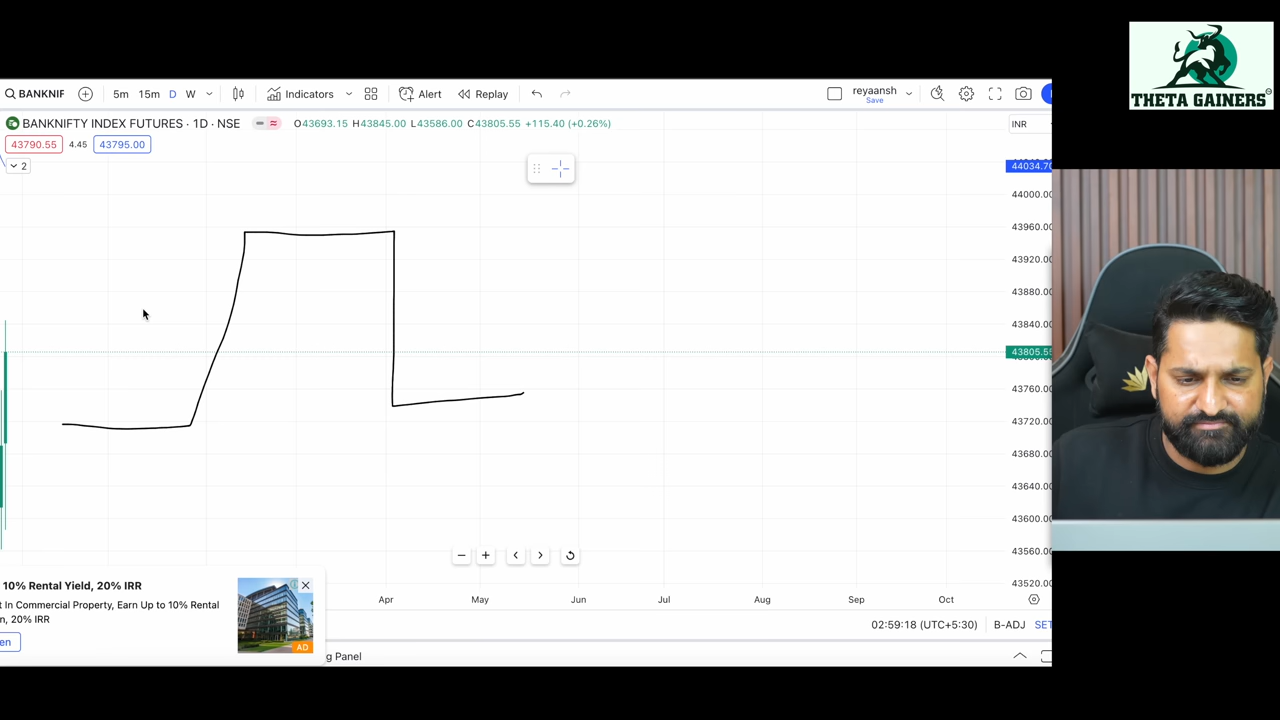 THETA GAINERS
BANKNIF 5m 15m D W Indicators Alert Replay reyaansh
Save
BANKNIFTY INDEX FUTURES · 1D · NSE O43693.15 H43845.00 L43586.00 C43805.55 +115.40 (+0.26%) INR
43790.55 4.45 43795.00
2
44034.70
44000.00
43960.00
43920.00
43880.00
43840.00
43805.55
43760.00
43720.00
43680.00
43640.00
43600.00
43560.00
43520.00
10% Rental Yield, 20% IRR
t In Commercial Property, Earn Up to 10% Rental
n, 20% IRR
en
AD
Apr May Jun Jul Aug Sep Oct
02:59:18 (UTC+5:30) B-ADJ SET
g Panel